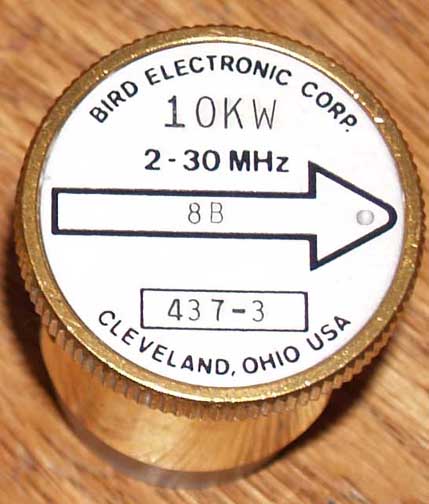 BIRD ELECTRONIC CORP.
10KW
2-30 MHz
8B
437-3
CLEVELAND, OHIO USA